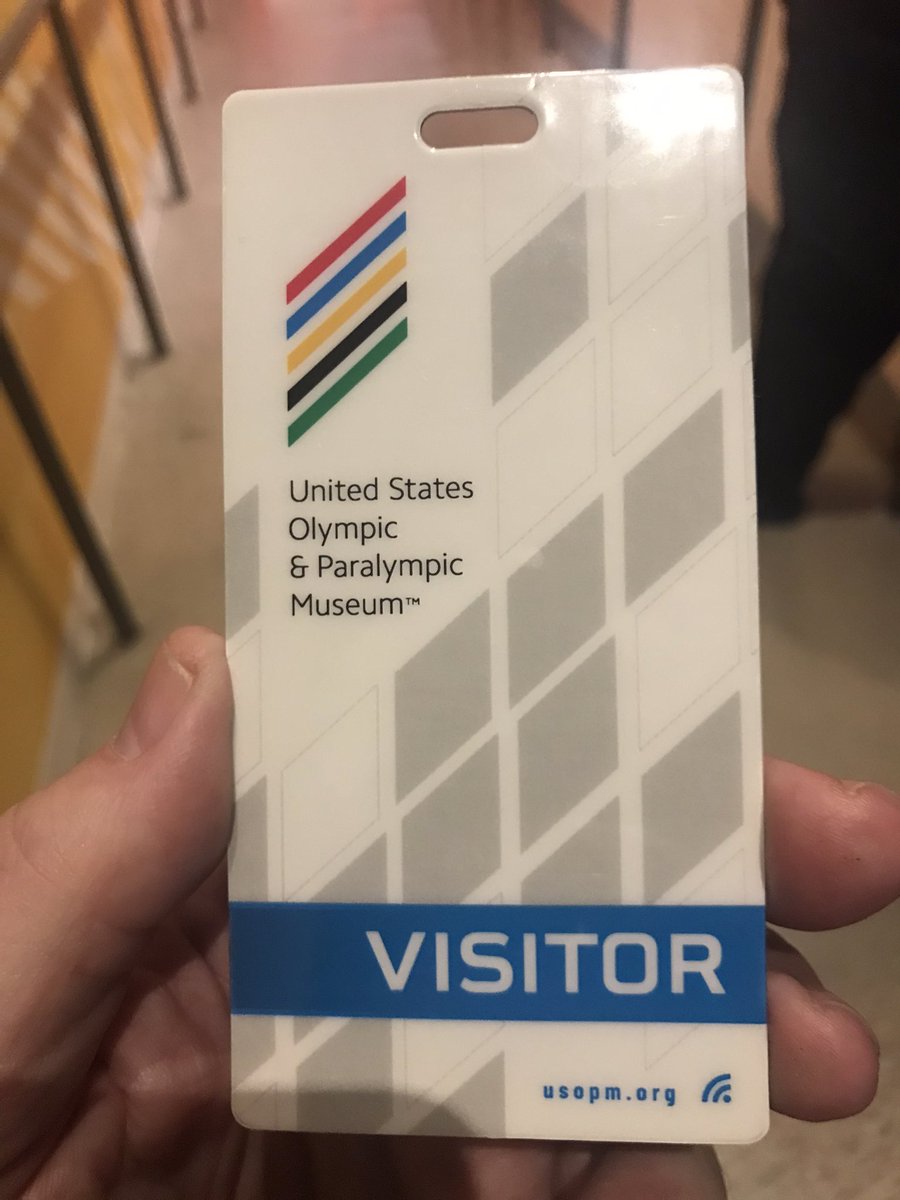 United States
Olympic
& Paralympic
Museum™
VISITOR
usopm.org